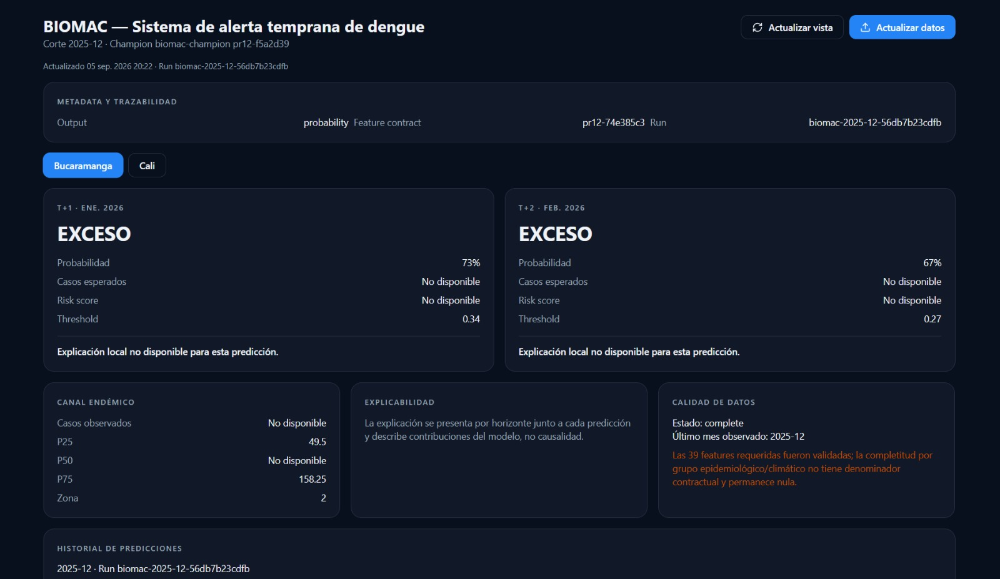 BIOMAC — Sistema de alerta temprana de dengue
Corte 2025-12 · Champion biomac-champion pr12-f5a2d39
Actualizar vista
Actualizar datos
Actualizado 05 sep. 2026 20:22 · Run biomac-2025-12-56db7b23cdfb
METADATA Y TRAZABILIDAD
Output probability Feature contract pr12-74e385c3 Run biomac-2025-12-56db7b23cdfb
Bucaramanga
Cali
T+1 · ENE. 2026
EXCESO
Probabilidad 73%
Casos esperados No disponible
Risk score No disponible
Threshold 0.34
Explicación local no disponible para esta predicción.
T+2 · FEB. 2026
EXCESO
Probabilidad 67%
Casos esperados No disponible
Risk score No disponible
Threshold 0.27
Explicación local no disponible para esta predicción.
CANAL ENDÉMICO
Casos observados No disponible
P25 49.5
P50 No disponible
P75 158.25
Zona 2
EXPLICABILIDAD
La explicación se presenta por horizonte junto a cada predicción
y describe contribuciones del modelo, no causalidad.
CALIDAD DE DATOS
Estado: complete
Último mes observado: 2025-12
Las 39 features requeridas fueron validadas; la completitud por
grupo epidemiológico/climático no tiene denominador
contractual y permanece nula.
HISTORIAL DE PREDICCIONES
2025-12 · Run biomac-2025-12-56db7b23cdfb